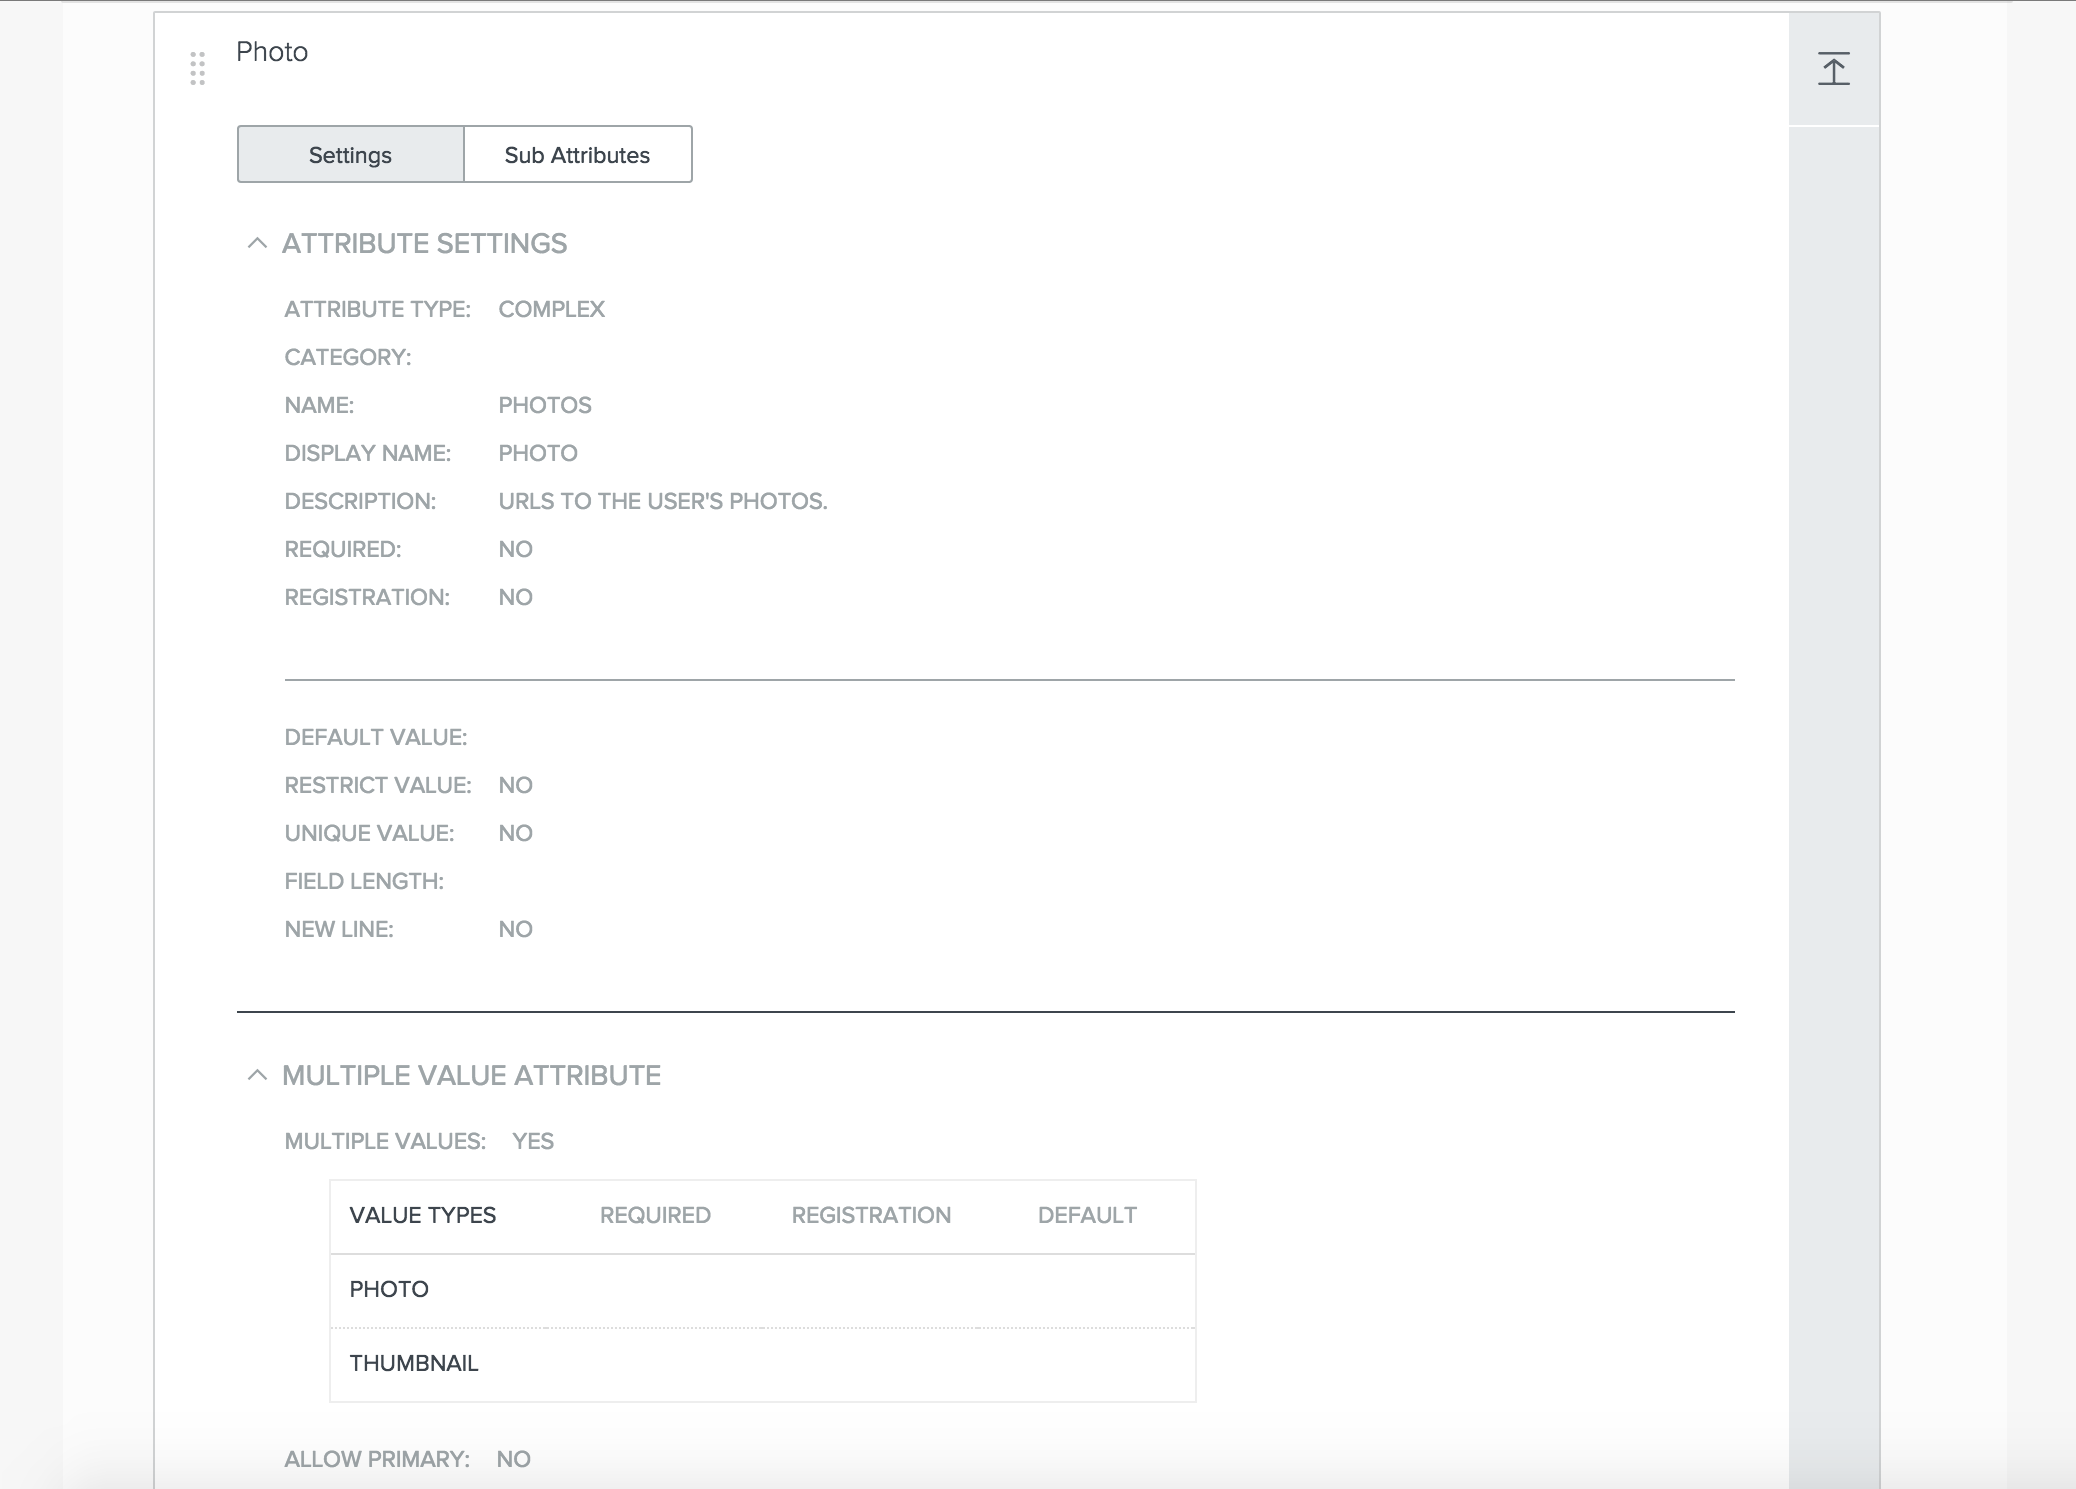 Photo
Settings Sub Attributes
ATTRIBUTE SETTINGS
ATTRIBUTE TYPE: COMPLEX
CATEGORY:
NAME: PHOTOS
DISPLAY NAME: PHOTO
DESCRIPTION: URLS TO THE USER'S PHOTOS.
REQUIRED: NO
REGISTRATION: NO
DEFAULT VALUE:
RESTRICT VALUE: NO
UNIQUE VALUE: NO
FIELD LENGTH:
NEW LINE: NO
MULTIPLE VALUE ATTRIBUTE
MULTIPLE VALUES: YES
VALUE TYPES REQUIRED REGISTRATION DEFAULT
PHOTO
THUMBNAIL
ALLOW PRIMARY: NO